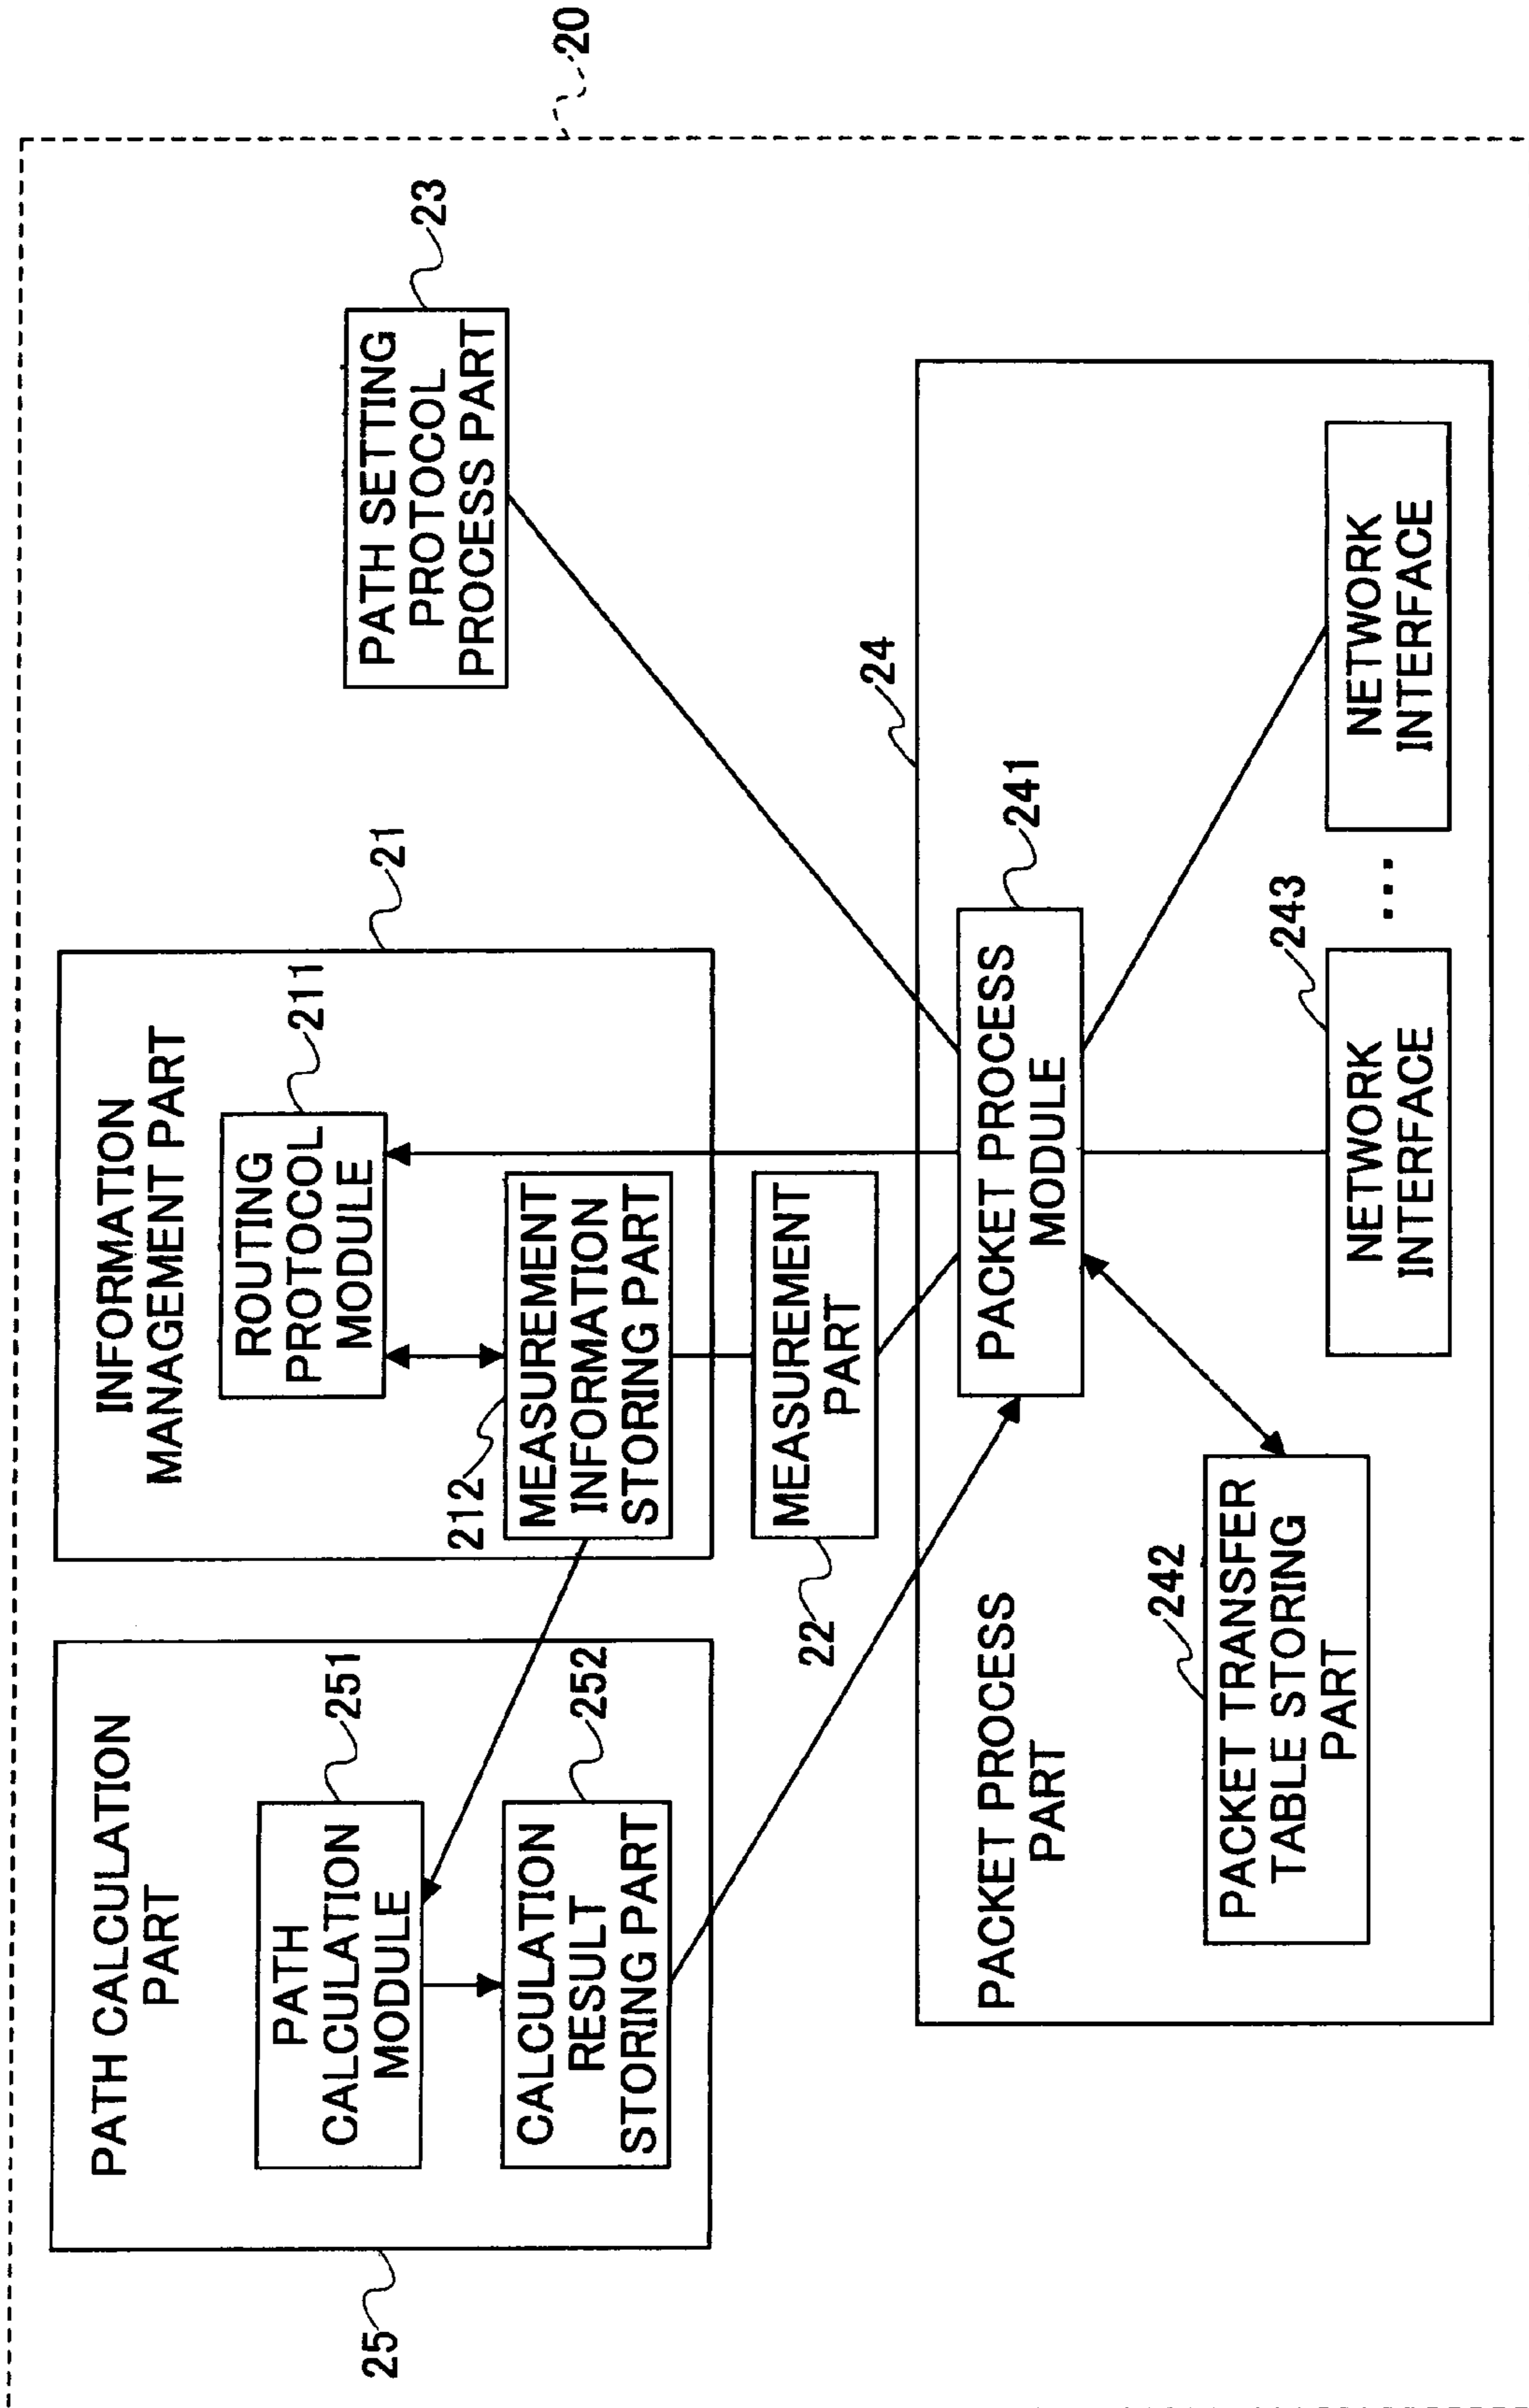 20
PATH CALCULATION
PART
25
PATH
CALCULATION
MODULE
251
CALCULATION
RESULT
STORING PART
252
INFORMATION
MANAGEMENT PART
21
ROUTING
PROTOCOL
MODULE
211
212
MEASUREMENT
INFORMATION
STORING PART
PATH SETTING
PROTOCOL
PROCESS PART
23
MEASUREMENT
PART
22
24
PACKET PROCESS
PART
PACKET PROCESS
MODULE
241
242
PACKET TRANSFER
TABLE STORING
PART
243
NETWORK
INTERFACE
...
NETWORK
INTERFACE